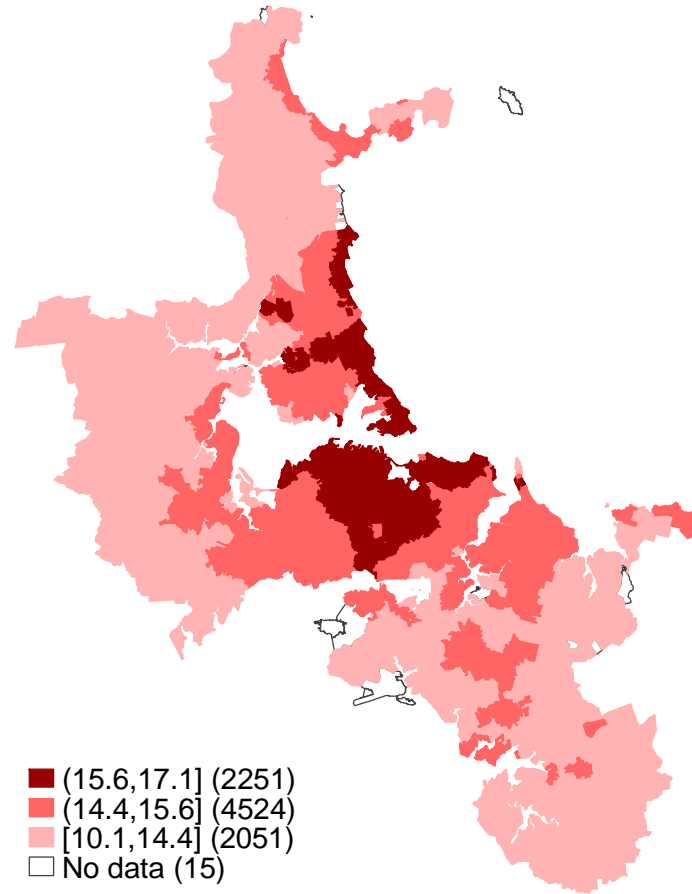 (15.6,17.1] (2251)
(14.4,15.6] (4524)
[10.1,14.4] (2051)
No data (15)